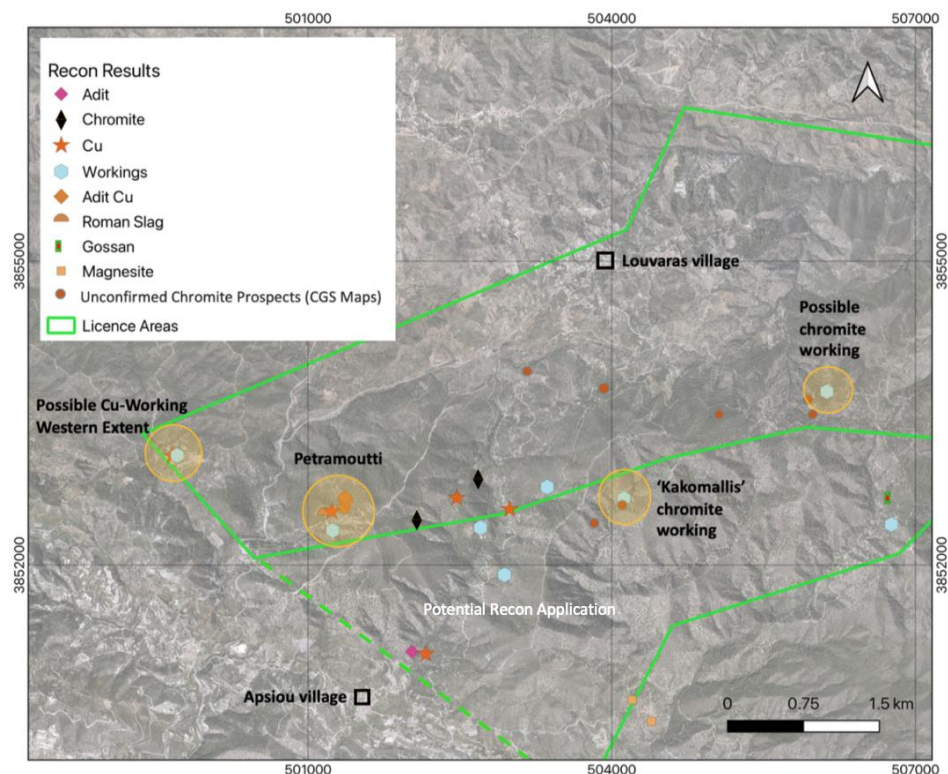 501000
504000
507000
Recon Results
Adit
Chromite
Cu
Workings
Adit Cu
Roman Slag
Gossan
Magnesite
Unconfirmed Chromite Prospects (CGS Maps)
Licence Areas
3855000
3855000
Louvaras village
Possible
chromite
working
Possible Cu-Working
Western Extent
Petramoutti
'Kakomallis'
chromite
working
3852000
3852000
Potential Recon Application
Apsiou village
0
0.75
1.5 km
501000
504000
507000